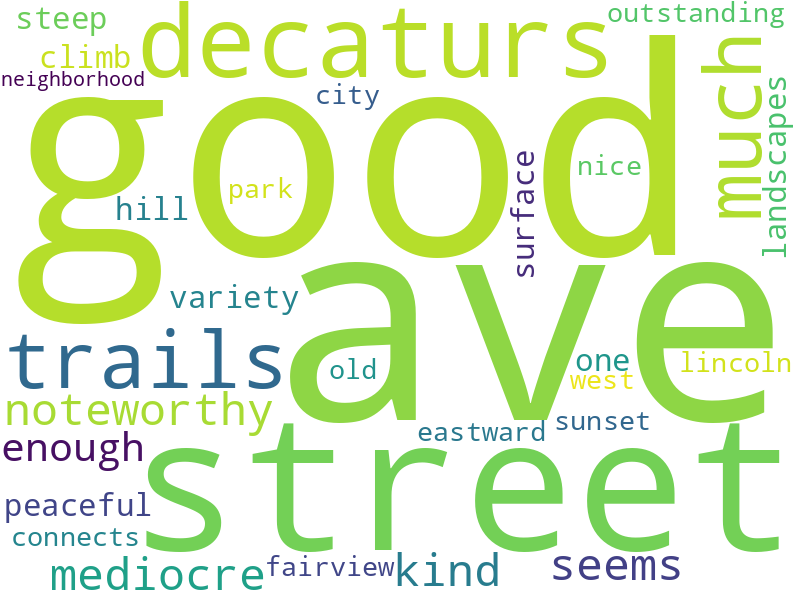 steep
decaturs
outstanding
climb
much
neighborhood
good
city
landscapes
park
nice
surface
hill
ave
variety
trails
old
one
lincoln
west
noteworthy
sunset
eastward
street
enough
peaceful
connects
mediocre
fairview
kind
seems